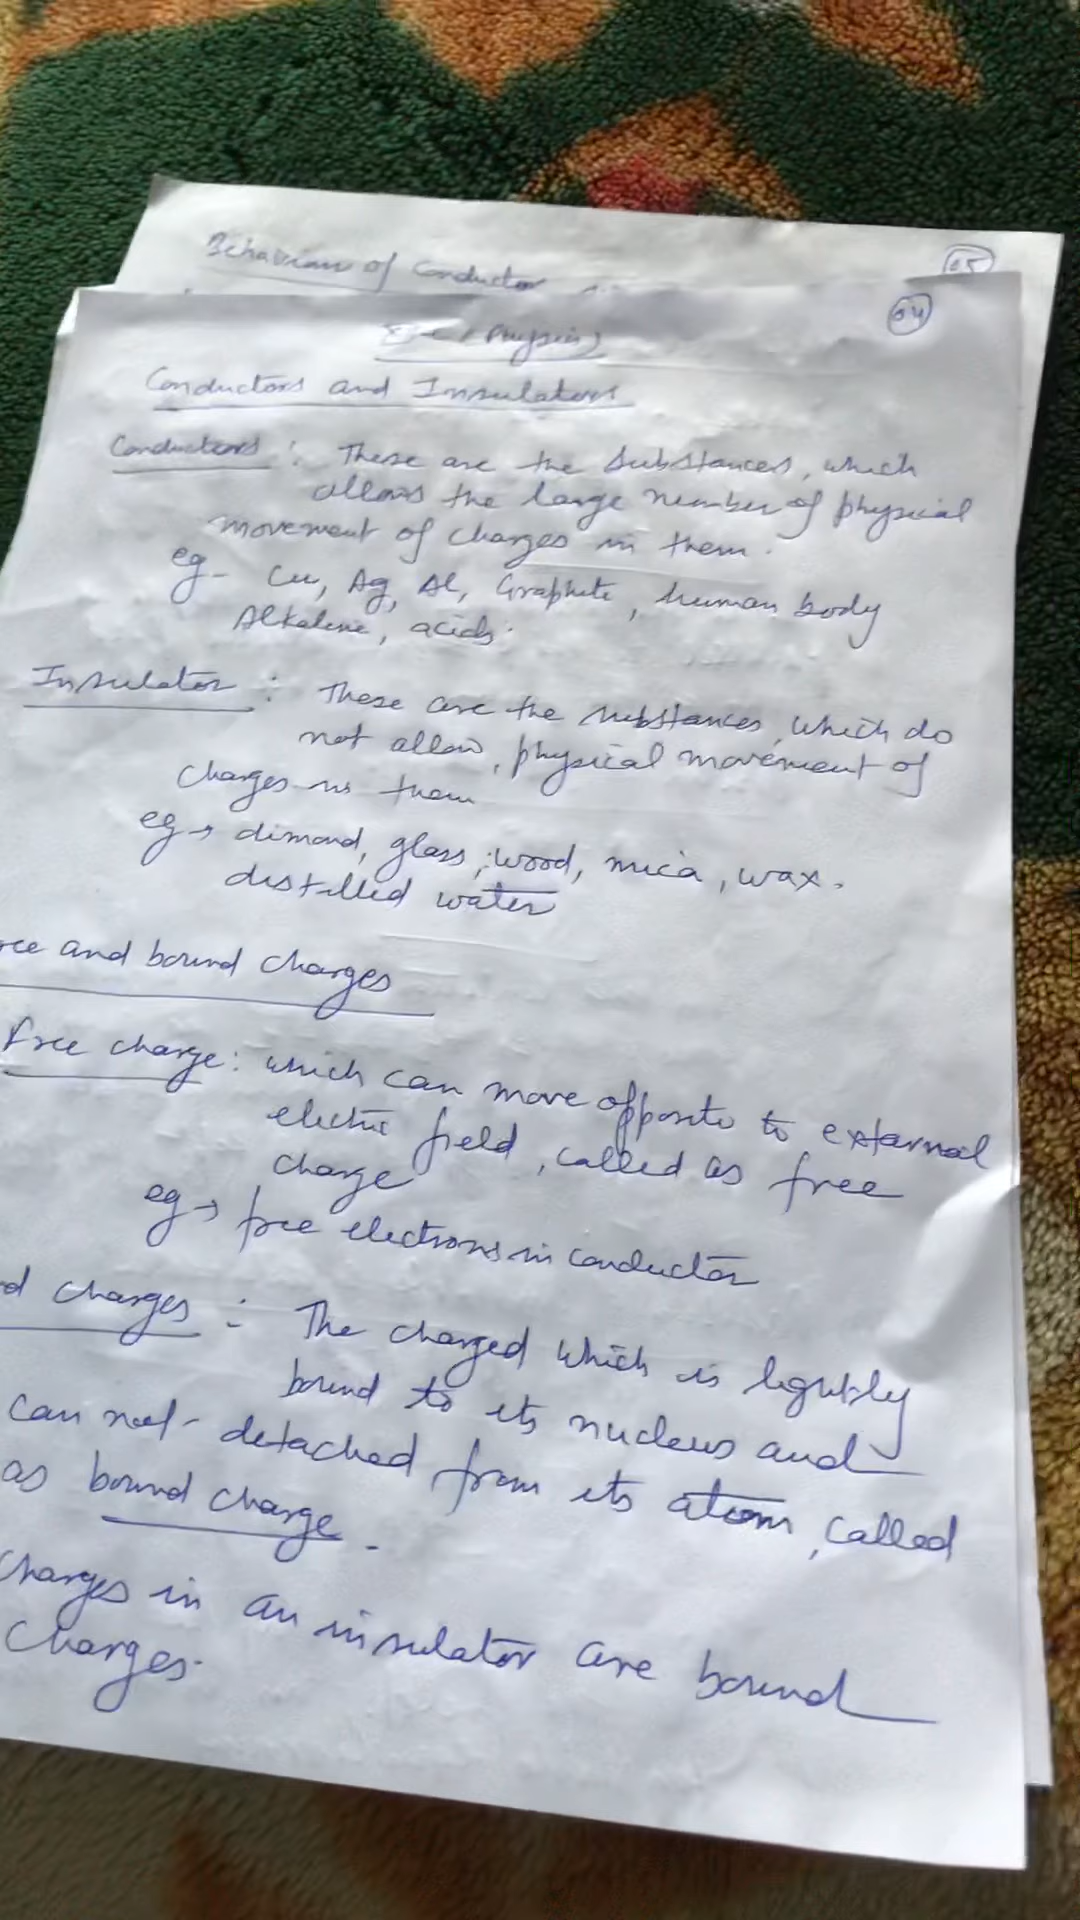 Behaviour of Conductor
05
04
Physics)
Conductors and Insulators
Conductors : These are the substances, which
allows the large number of physical
movement of charges in them.
eg- Cu, Ag, Al, Graphite, human body
Alkaline, acids.
Insulator : These are the substances, which do
not allow, physical movement of
charges in them
eg → dimond, glass, wood, mica, wax.
distilled water
ree and bound charges
free charge: which can move opposite to external
electric field, called as free
charge
eg → free electrons in conductor
d charges :- The charged which is lightly
bound to its nucleus and
can not detached from its atom, called
as bound charge.
charges in an insulator are bound
charges.